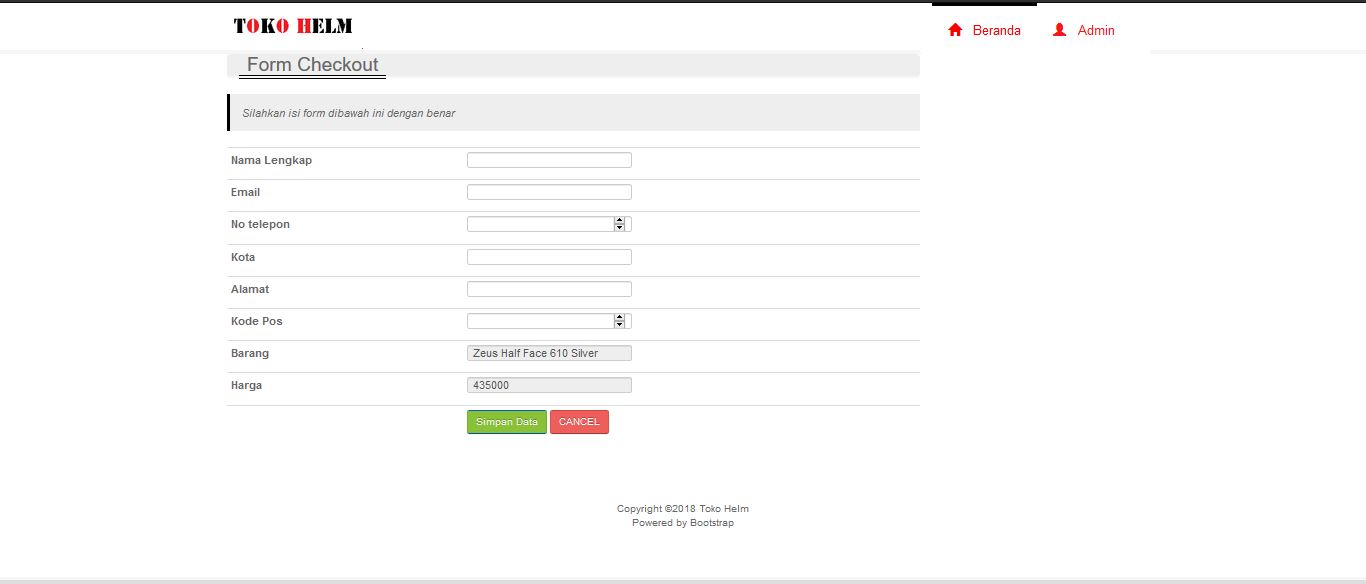 TOKO HELM
Beranda
Admin
Form Checkout
Silahkan isi form dibawah ini dengan benar
Nama Lengkap
Email
No telepon
Kota
Alamat
Kode Pos
Barang Zeus Half Face 610 Silver
Harga 435000
Simpan Data CANCEL
Copyright ©2018 Toko Helm
Powered by Bootstrap